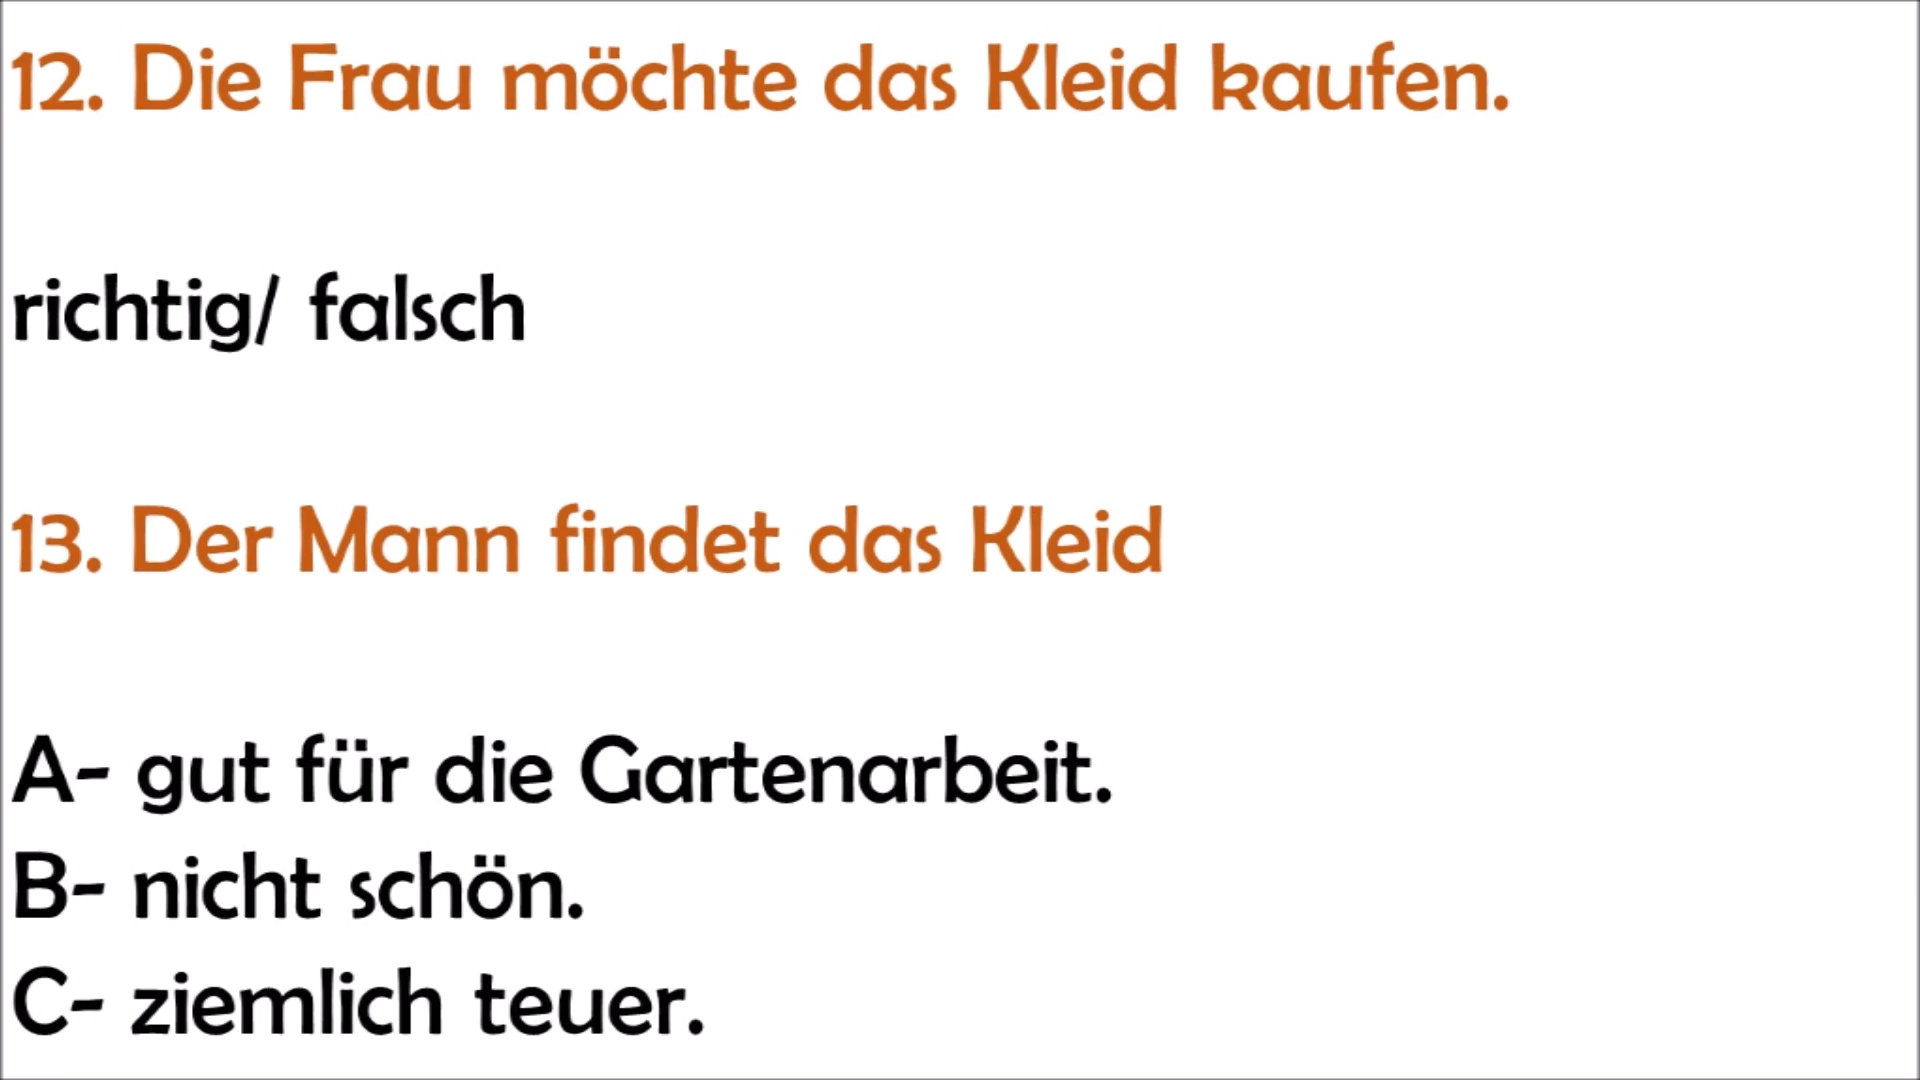 12. Die Frau möchte das Kleid kaufen.
richtig/ falsch
13. Der Mann findet das Kleid
A- gut für die Gartenarbeit.
B- nicht schön.
C- ziemlich teuer.